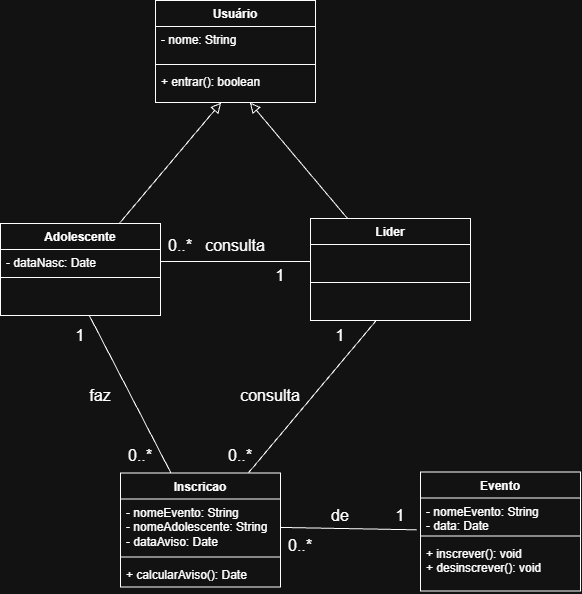 Usuário
- nome: String
+ entrar(): boolean
Adolescente
- dataNasc: Date
0..* consulta
1
Lider
1
1
faz
consulta
0..*
0..*
Inscricao
- nomeEvento: String
- nomeAdolescente: String
- dataAviso: Date
+ calcularAviso(): Date
de
1
0..*
Evento
- nomeEvento: String
- data: Date
+ inscrever(): void
+ desinscrever(): void